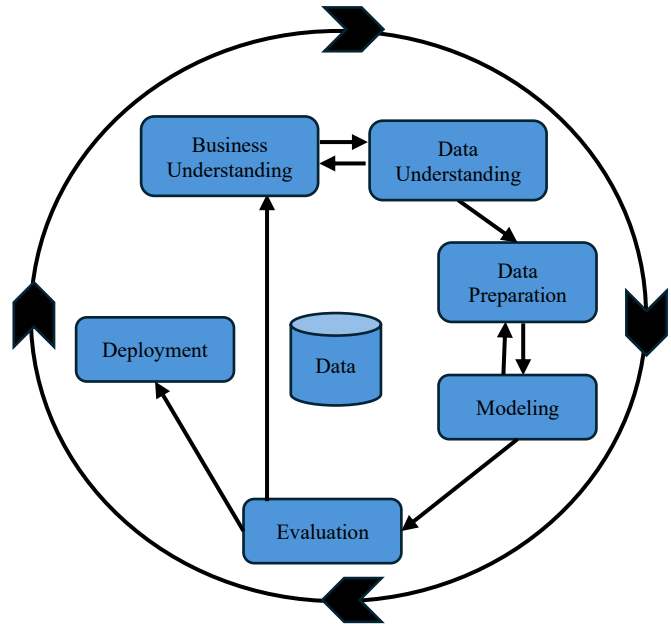 Business
Understanding
Data
Understanding
Data
Preparation
Deployment
Data
Modeling
Evaluation